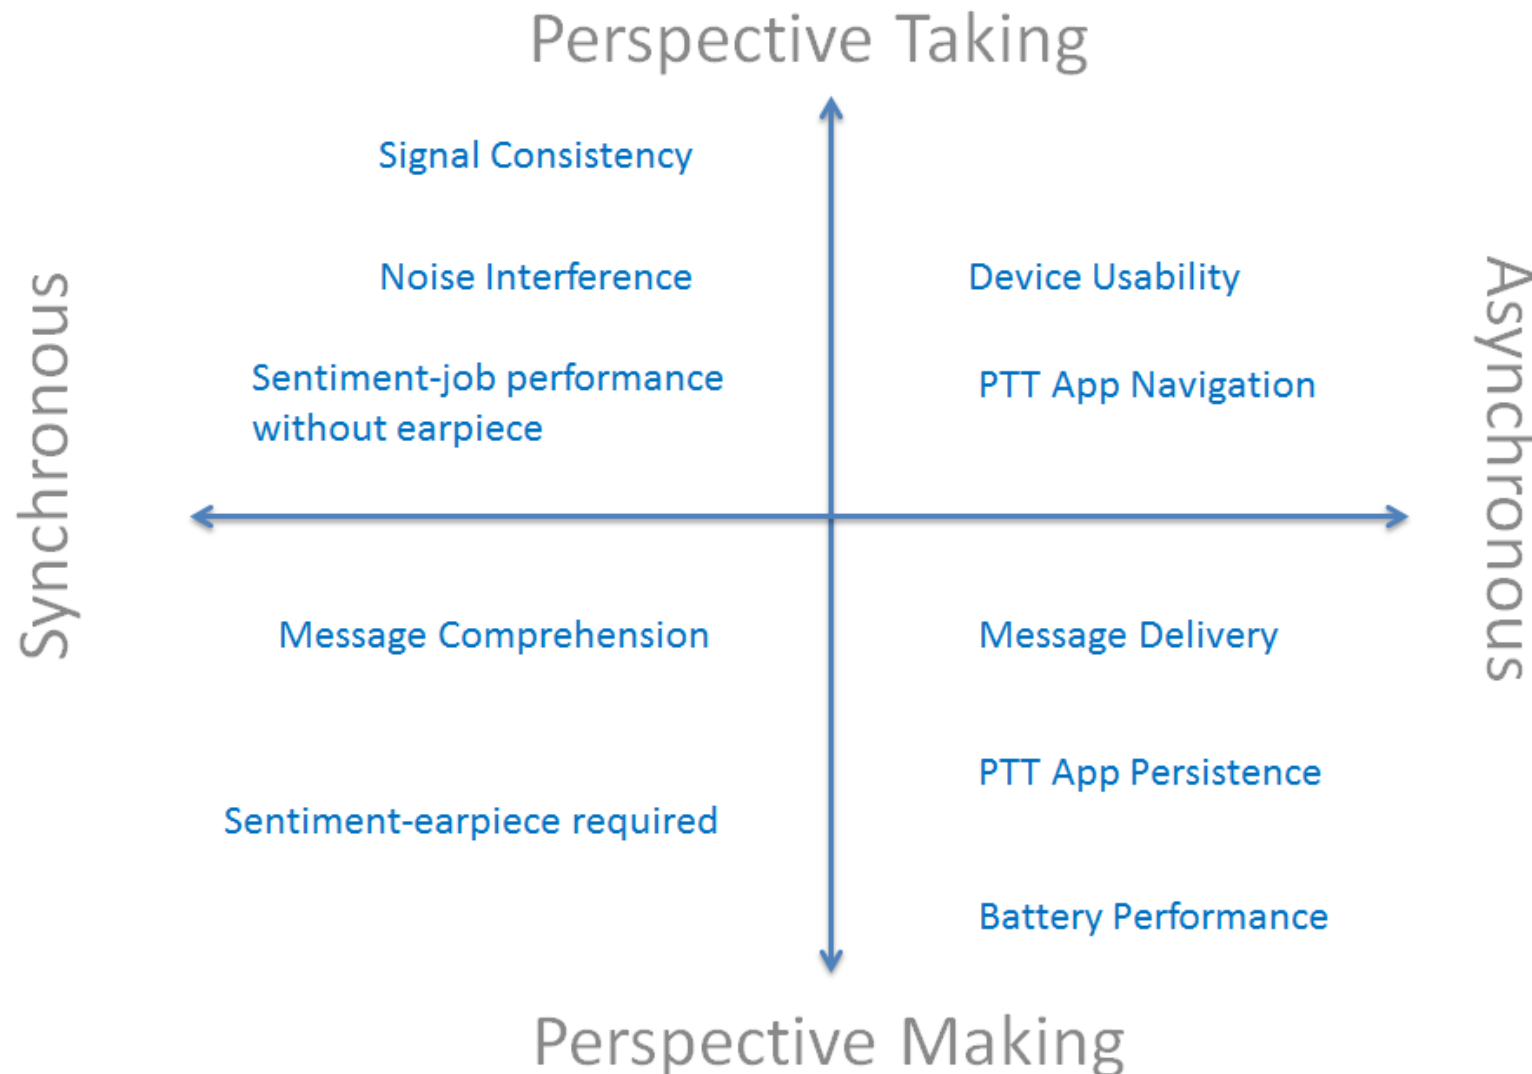 Perspective Taking
Signal Consistency
Noise Interference
Device Usability
Sentiment-job performance
without earpiece
PTT App Navigation
Synchronous
Asynchronous
Message Comprehension
Message Delivery
PTT App Persistence
Sentiment-earpiece required
Battery Performance
Perspective Making